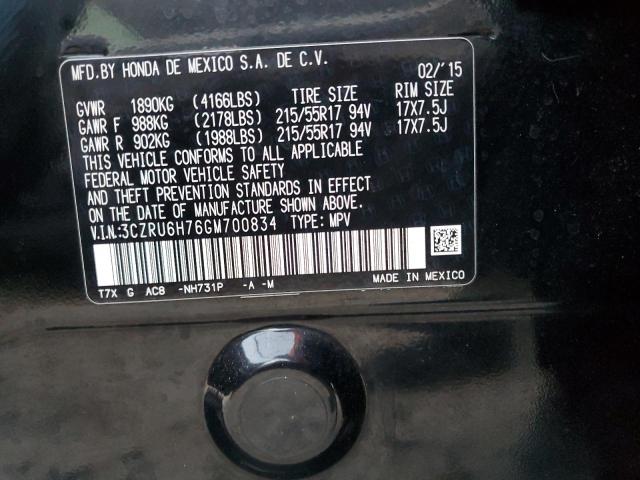 MFD.BY HONDA DE MEXICO S.A. DE C.V. 02/'15
TIRE SIZE RIM SIZE
GVWR 1890KG (4166LBS)
GAWR F 988KG (2178LBS) 215/55R17 94V 17X7.5J
GAWR R 902KG (1988LBS) 215/55R17 94V 17X7.5J
THIS VEHICLE CONFORMS TO ALL APPLICABLE
FEDERAL MOTOR VEHICLE SAFETY
AND THEFT PREVENTION STANDARDS IN EFFECT
ON THE DATE OF MANUFACTURE SHOWN ABOVE.
V.I.N:3CZRU6H76GM700834 TYPE: MPV
T7X G AC8 -NH731P -A -M MADE IN MEXICO